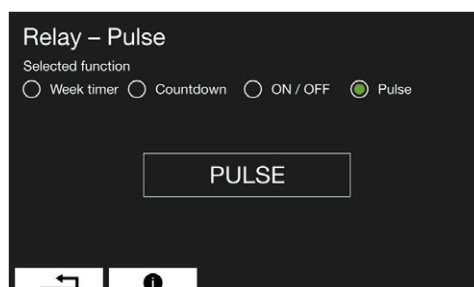 Relay – Pulse
Selected function
Week timer Countdown ON / OFF Pulse
PULSE